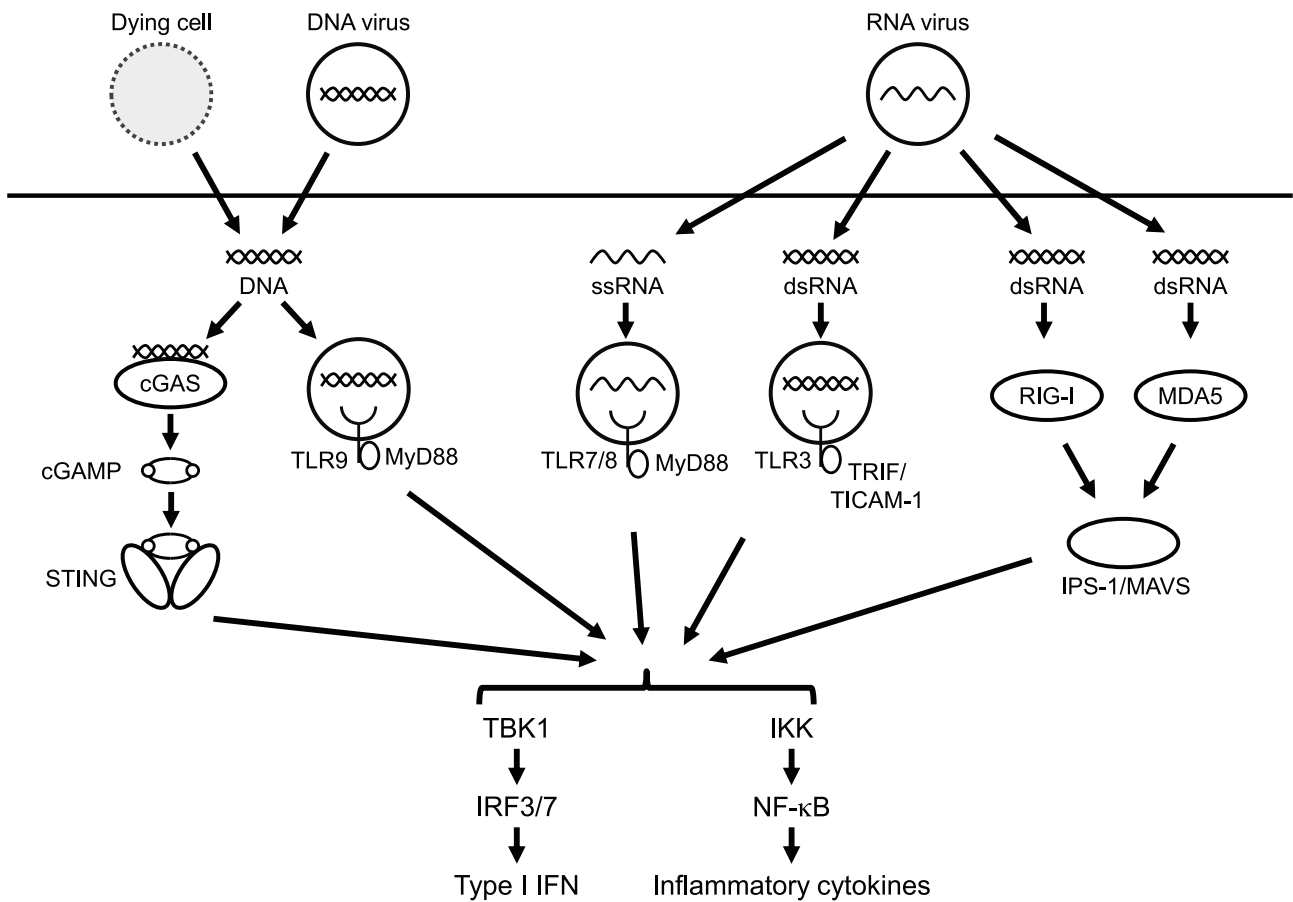 Dying cell
DNA virus
RNA virus
DNA
ssRNA
dsRNA
dsRNA
dsRNA
cGAS
RIG-I
MDA5
TLR9
MyD88
TLR7/8
MyD88
TLR3
TRIF/
TICAM-1
cGAMP
STING
IPS-1/MAVS
TBK1
IKK
IRF3/7
NF-κB
Type I IFN
Inflammatory cytokines